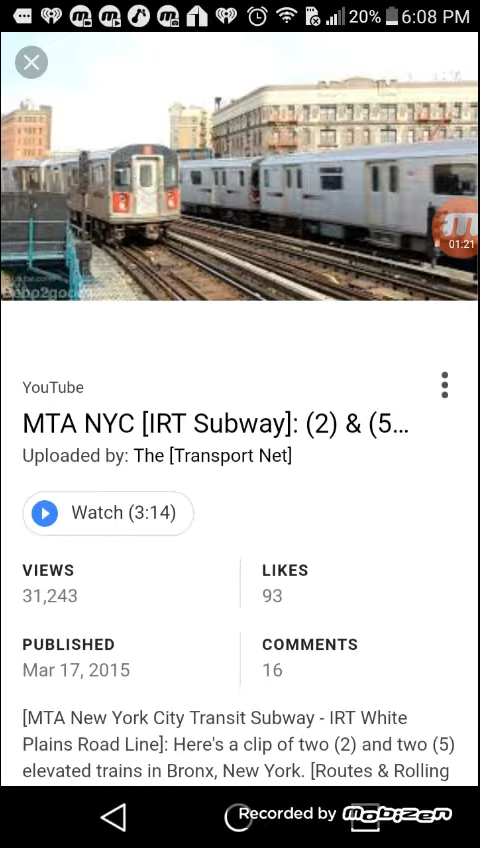 20% 6:08 PM
01:21
YouTube
MTA NYC [IRT Subway]: (2) & (5...
Uploaded by: The [Transport Net]
Watch (3:14)
VIEWS
LIKES
31,243
93
PUBLISHED
COMMENTS
Mar 17, 2015
16
[MTA New York City Transit Subway - IRT White
Plains Road Line]: Here's a clip of two (2) and two (5)
elevated trains in Bronx, New York. [Routes & Rolling
Recorded by Mobizen